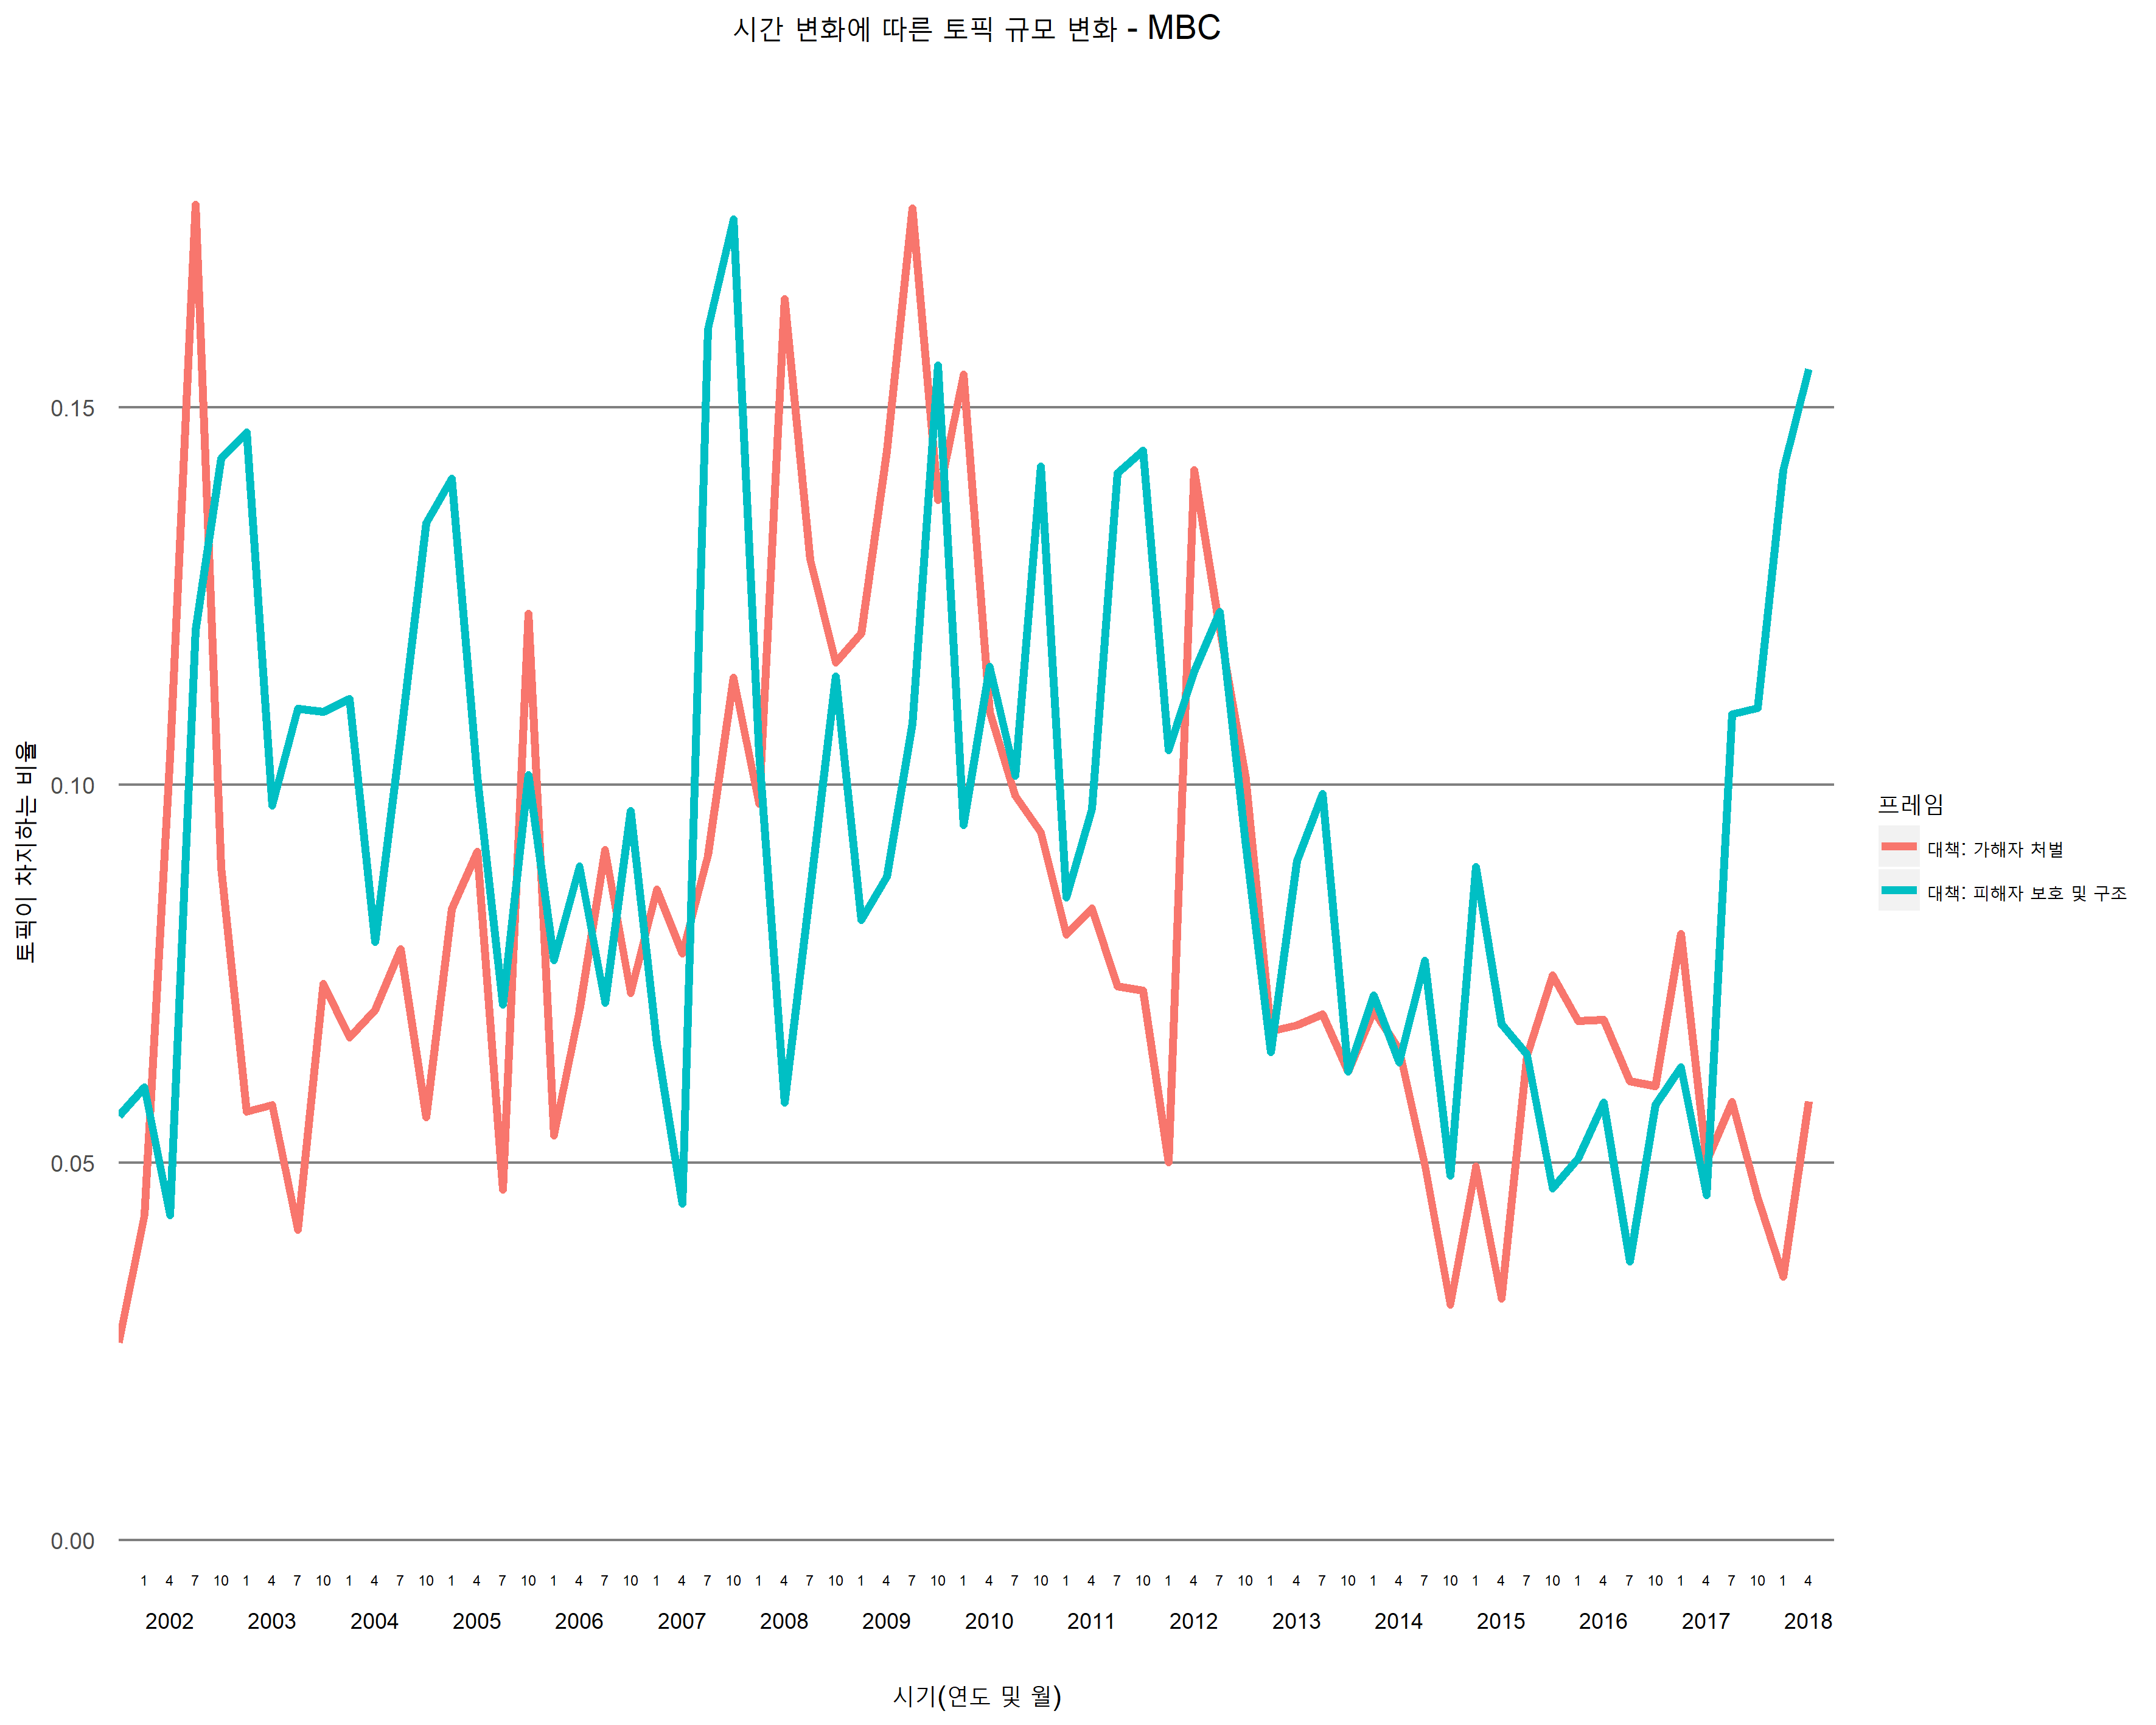 시간 변화에 따른 토픽 규모 변화 - MBC
토픽이 차지하는 비율
0.15
0.10
0.05
0.00
1 4 7 10 1 4 7 10 1 4 7 10 1 4 7 10 1 4 7 10 1 4 7 10 1 4 7 10 1 4 7 10 1 4 7 10 1 4 7 10 1 4 7 10 1 4 7 10 1 4 7 10 1 4 7 10 1 4 7 10 1 4 7 10 1 4
2002 2003 2004 2005 2006 2007 2008 2009 2010 2011 2012 2013 2014 2015 2016 2017 2018
시기(연도 및 월)
프레임
대책: 가해자 처벌
대책: 피해자 보호 및 구조